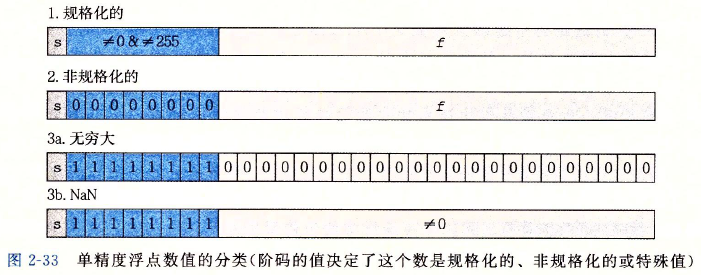 1. 规格化的
s ≠0 & ≠255 f
2. 非规格化的
s 0 0 0 0 0 0 0 0 f
3a. 无穷大
s 1 1 1 1 1 1 1 1 0 0 0 0 0 0 0 0 0 0 0 0 0 0 0 0 0 0 0 0 0 0 0
3b. NaN
s 1 1 1 1 1 1 1 1 ≠0
图 2-33 单精度浮点数值的分类(阶码的值决定了这个数是规格化的、非规格化的或特殊值)